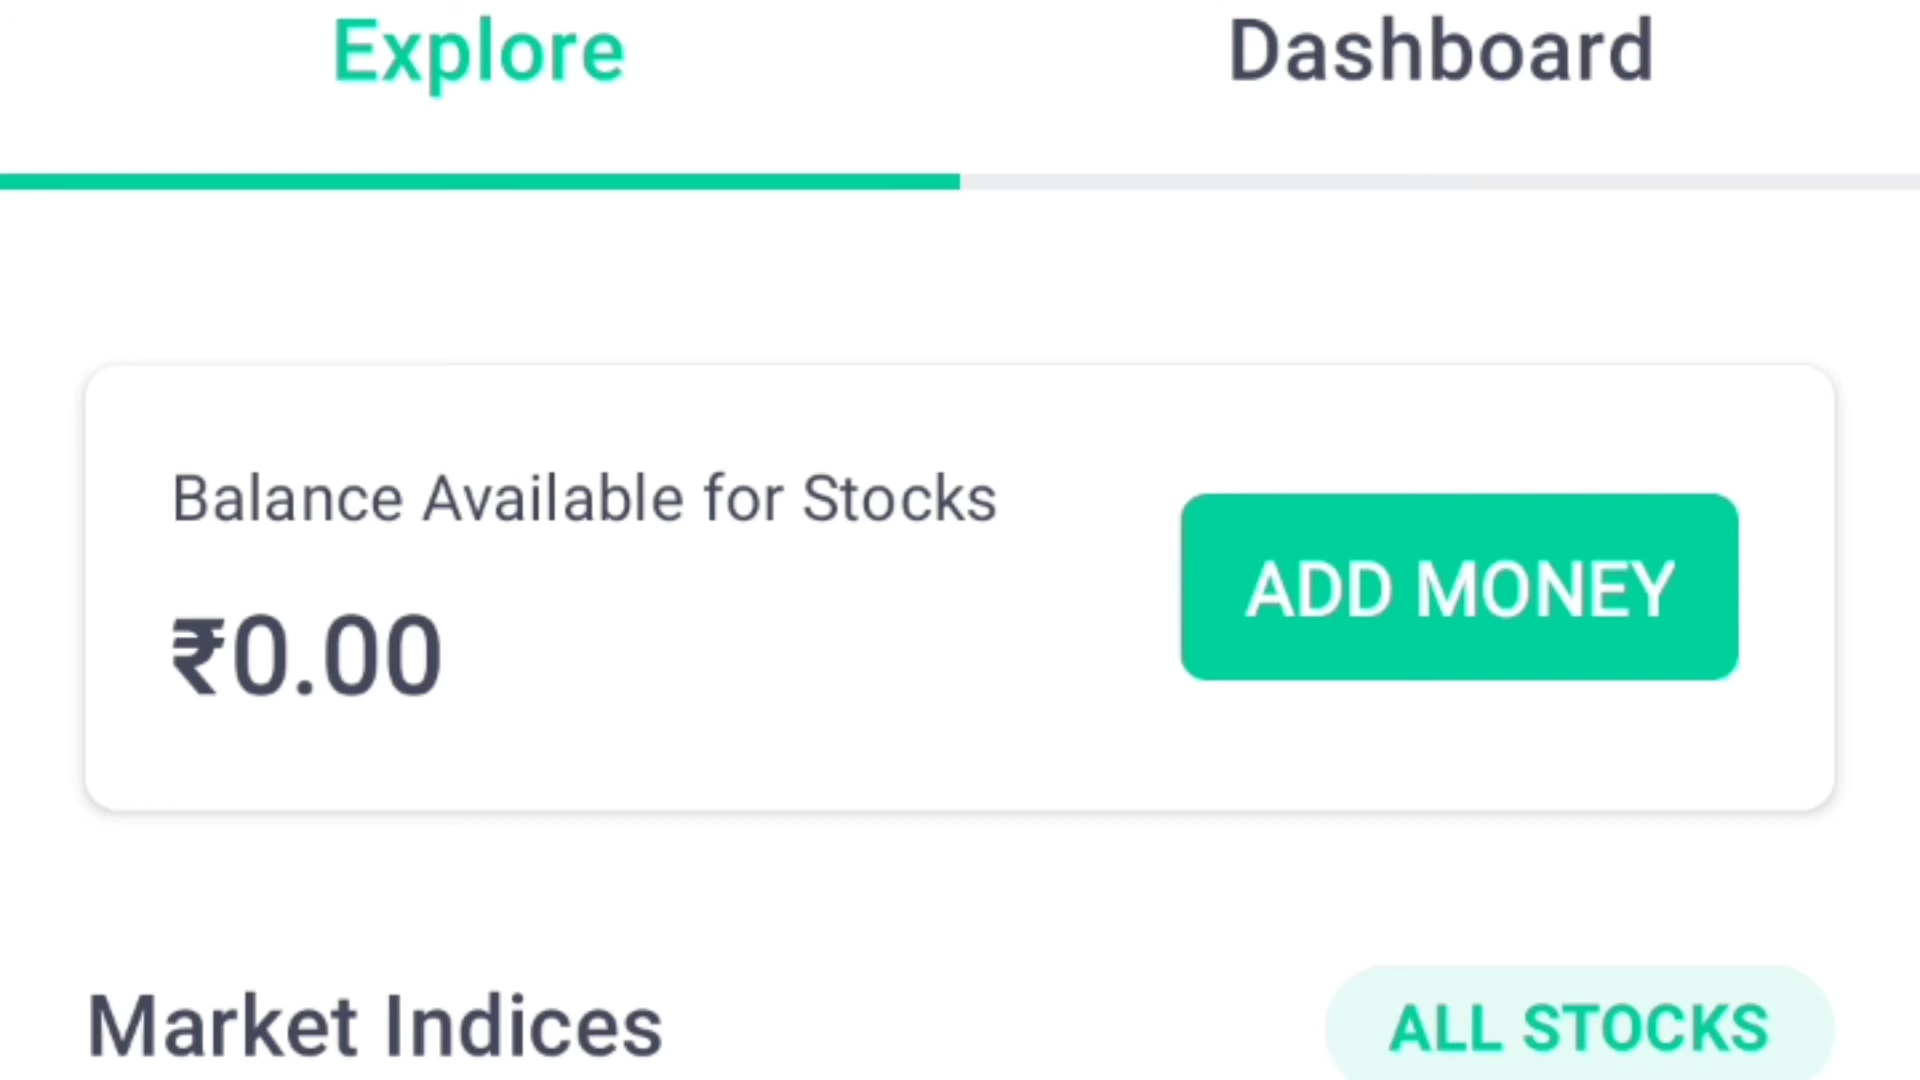 Explore Dashboard
Balance Available for Stocks
₹0.00
ADD MONEY
Market Indices ALL STOCKS